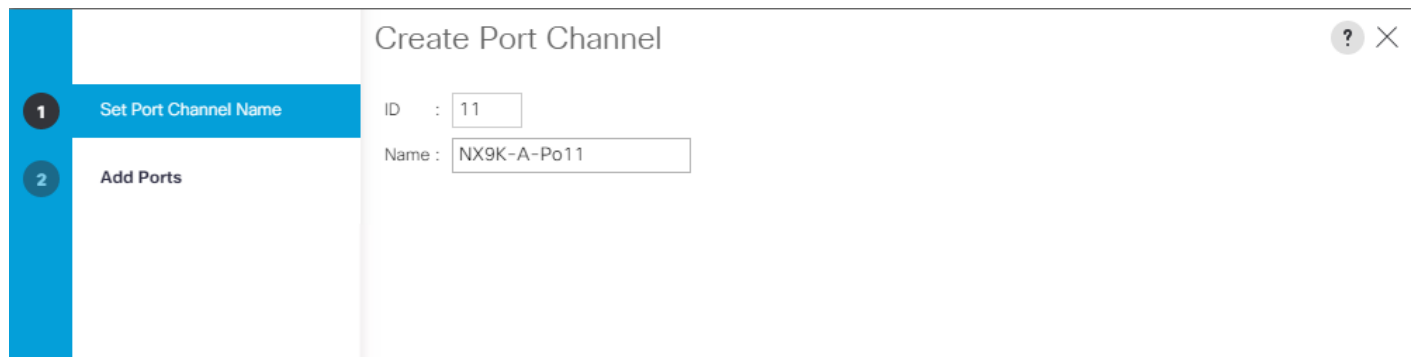 Create Port Channel
?
1 Set Port Channel Name
2 Add Ports
ID : 11
Name : NX9K-A-Po11